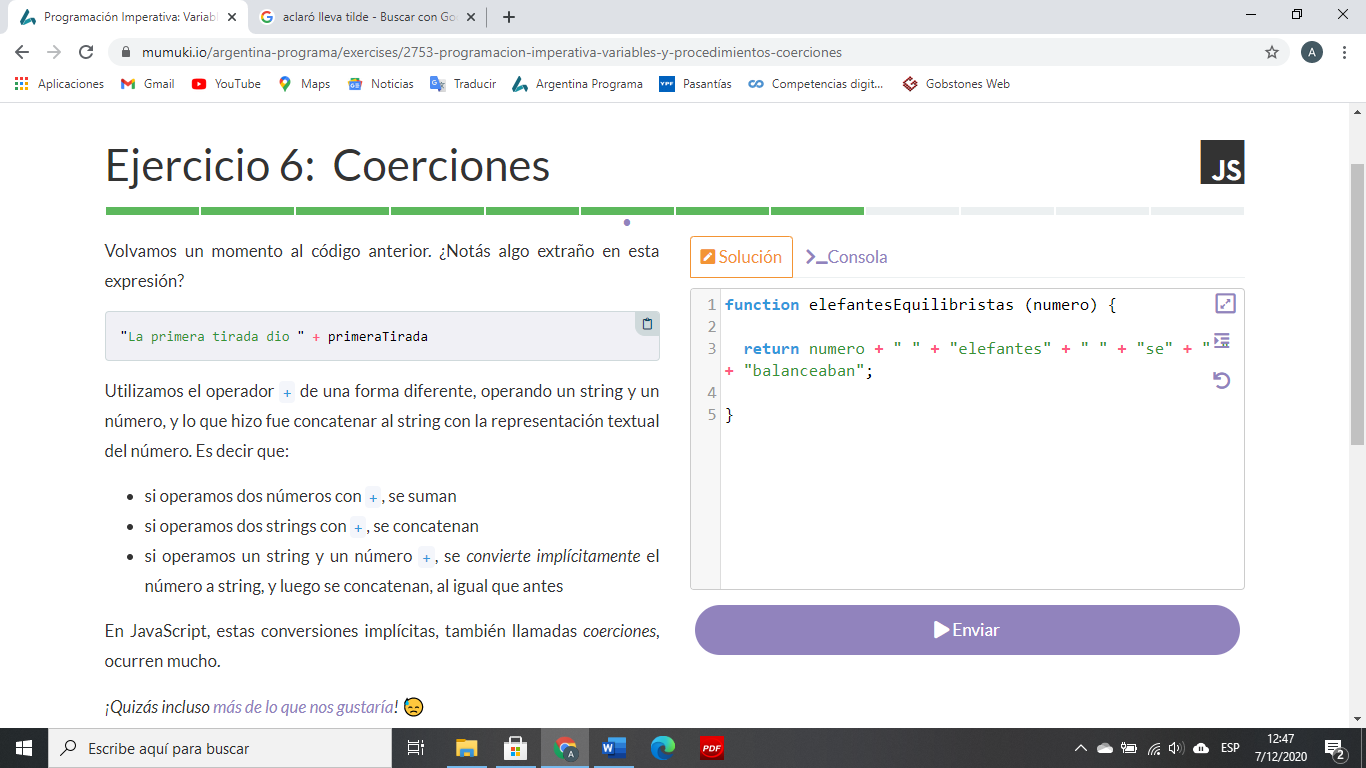 Programación Imperativa: Variabl
aclaró lleva tilde - Buscar con Go
mumuki.io/argentina-programa/exercises/2753-programacion-imperativa-variables-y-procedimientos-coerciones
A
Aplicaciones
Gmail
YouTube
Maps
Noticias
Traducir
Argentina Programa
YPF
Pasantías
Competencias digit...
Gobstones Web
Ejercicio 6: Coerciones
JS
Volvamos un momento al código anterior. ¿Notás algo extraño en esta
expresión?
"La primera tirada dio " + primeraTirada
Utilizamos el operador + de una forma diferente, operando un string y un
número, y lo que hizo fue concatenar al string con la representación textual
del número. Es decir que:
• si operamos dos números con +, se suman
• si operamos dos strings con +, se concatenan
• si operamos un string y un número +, se convierte implícitamente el
número a string, y luego se concatenan, al igual que antes
En JavaScript, estas conversiones implícitas, también llamadas coerciones,
ocurren mucho.
¡Quizás incluso más de lo que nos gustaría! 😓
Solución
Consola
1 function elefantesEquilibristas (numero) {
2
3 return numero + " " + "elefantes" + " " + "se" + "
+ "balanceaban";
4
5 }
Enviar
Escribe aquí para buscar
A
W
PDF
ESP
12:47
7/12/2020
2